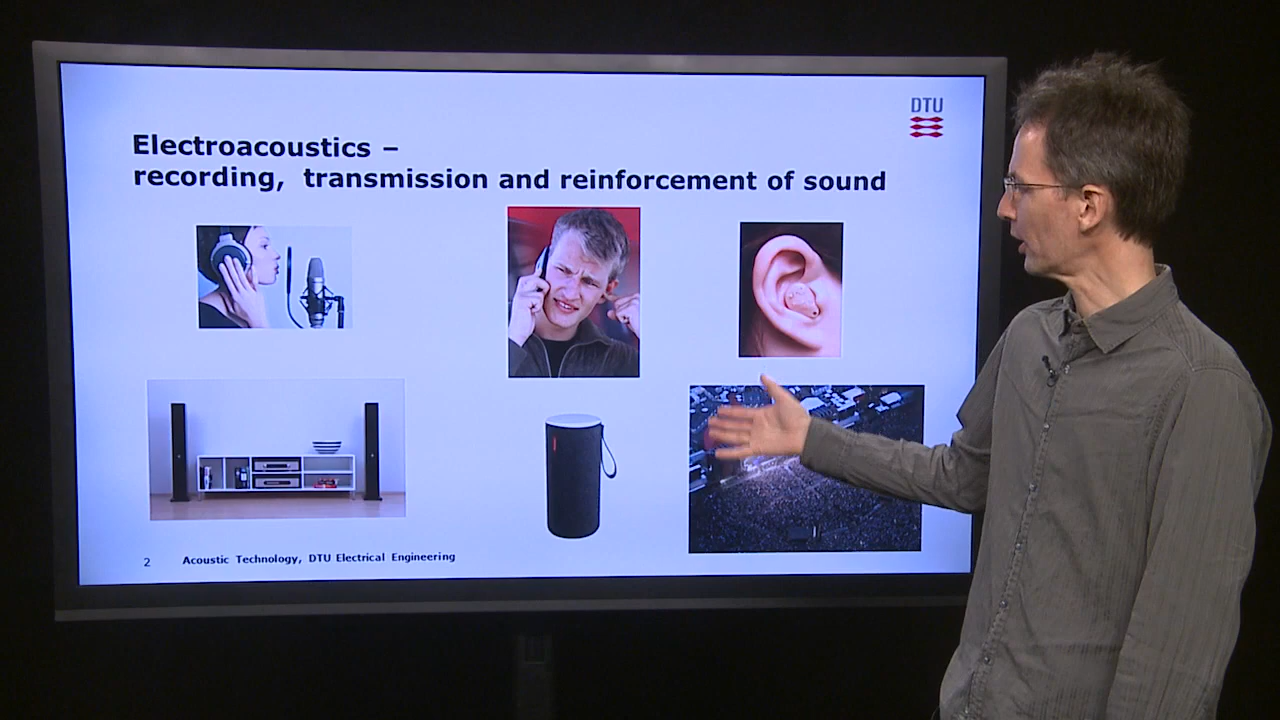 DTU
Electroacoustics –
recording, transmission and reinforcement of sound
2 Acoustic Technology, DTU Electrical Engineering